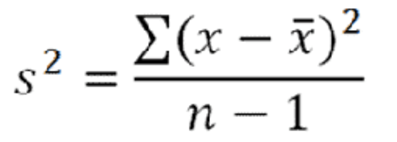 s² = ∑(x − x̄)² / n − 1